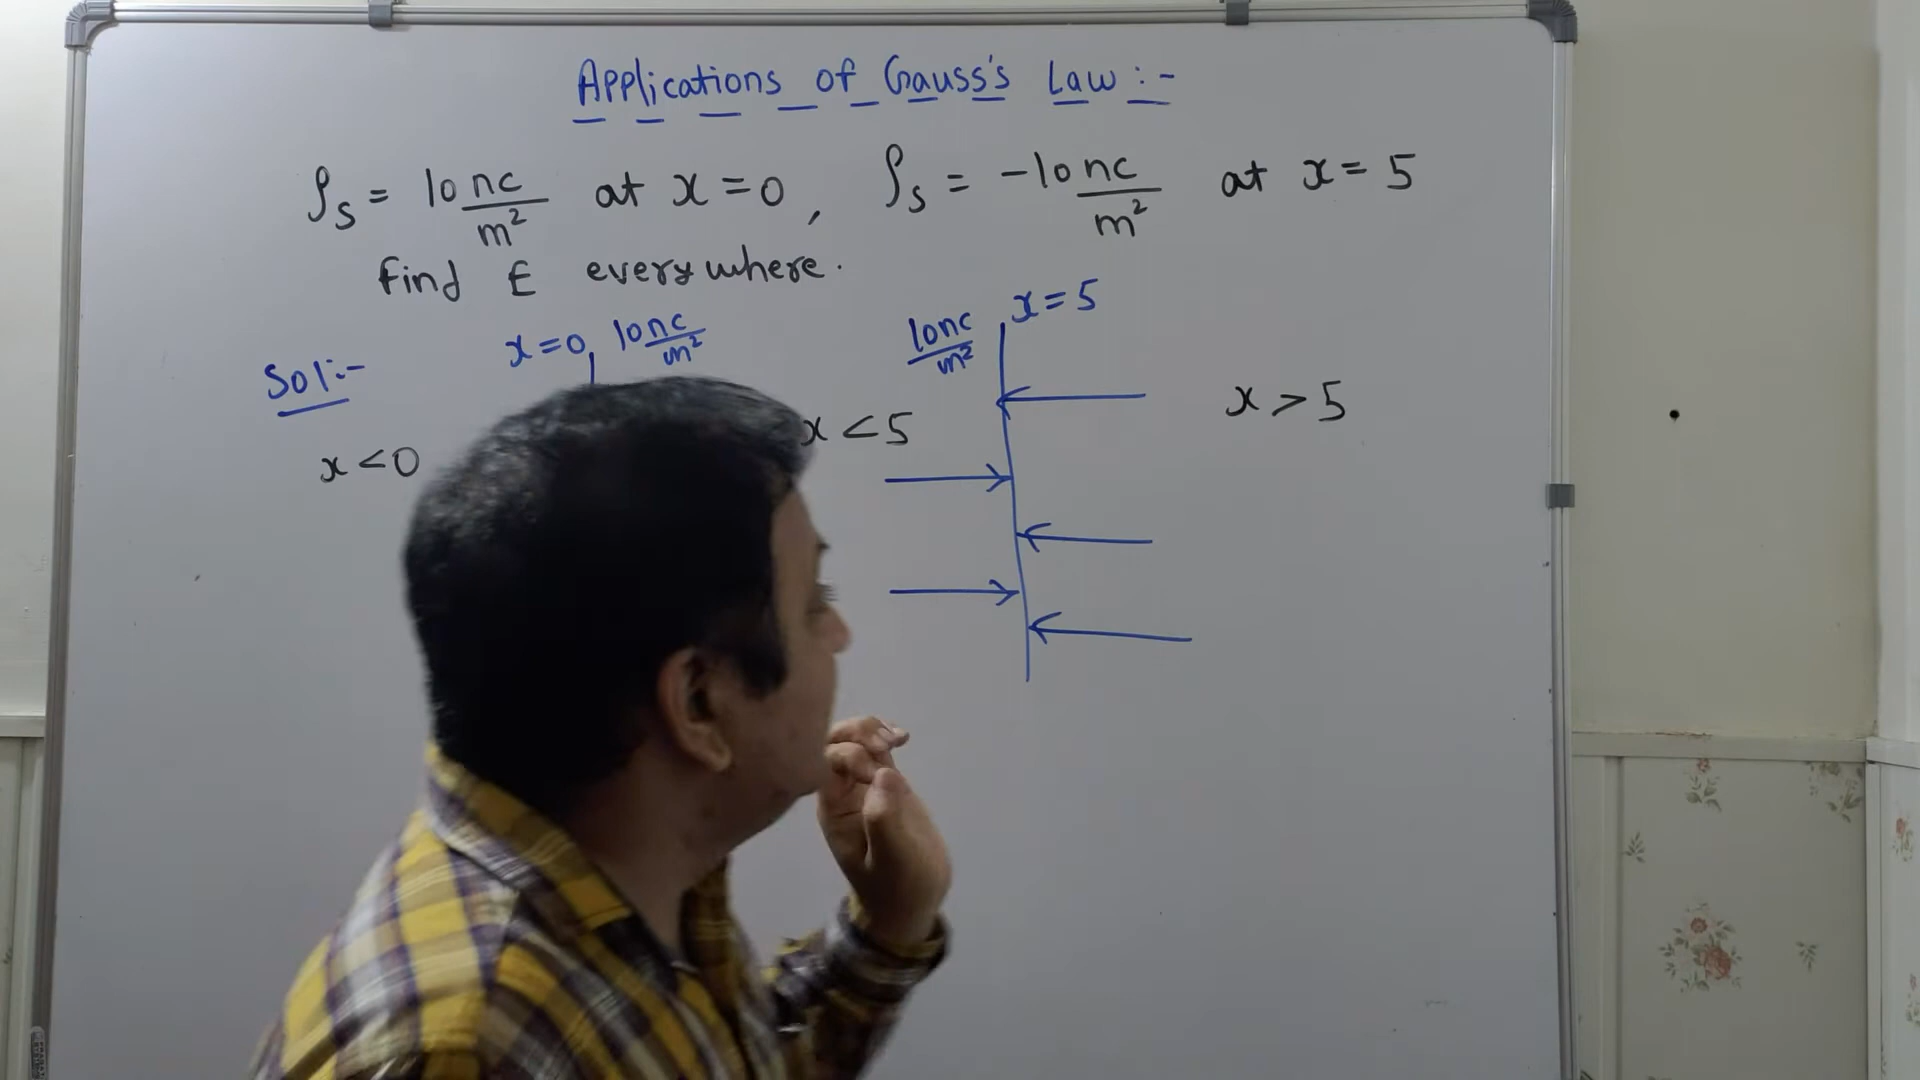 Applications of Gauss's Law :-
ρs = 10 nc/m² at x = 0, ρs = -10 nc/m² at x = 5
find E everywhere.
x = 0 10 nc/m² 10 nc/m² x = 5
Sol:-
x < 0 x < 5 x > 5